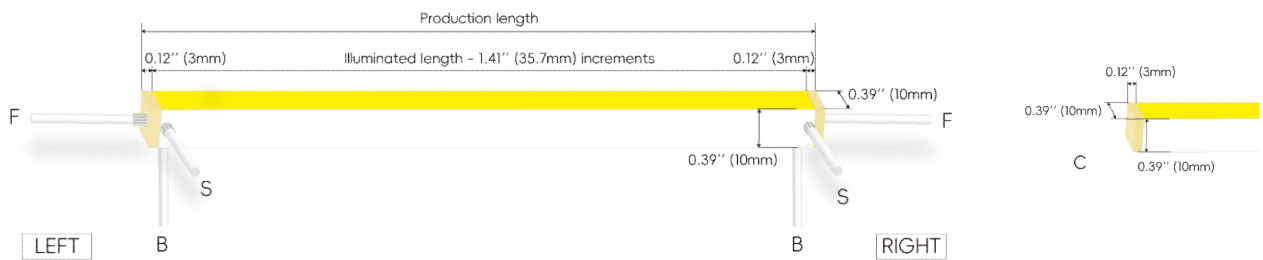 Production length
0.12'' (3mm)
Illuminated length - 1.41'' (35.7mm) increments
0.12'' (3mm)
0.12'' (3mm)
0.39'' (10mm)
0.39'' (10mm)
F
F
0.39'' (10mm)
C
0.39'' (10mm)
S
S
LEFT
B
B
RIGHT